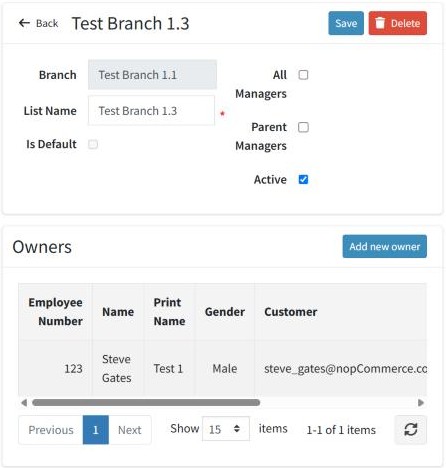 ← Back Test Branch 1.3 Save Delete
Branch Test Branch 1.1 All Managers
List Name Test Branch 1.3 *
Parent Managers
Is Default
Active
Owners Add new owner
Employee Number Name Print Name Gender Customer
123 Steve Gates Test 1 Male steve_gates@nopCommerce.co
Previous 1 Next Show 15 items 1-1 of 1 items